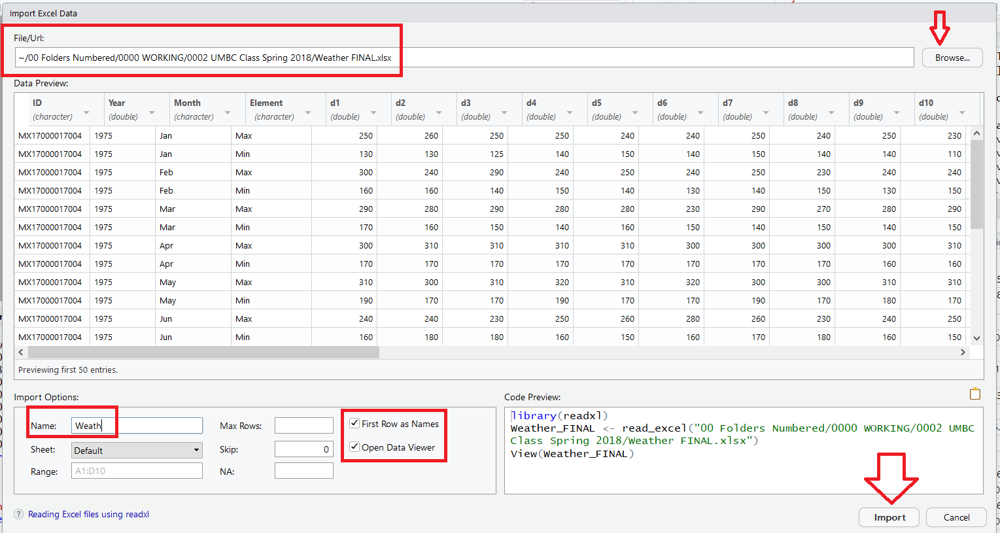 Import Excel Data
File/Url:
~/00 Folders Numbered/0000 WORKING/0002 UMBC Class Spring 2018/Weather FINAL.xlsx
Browse...
Data Preview:
ID Year Month Element d1 d2 d3 d4 d5 d6 d7 d8 d9 d10
(character) (double) (character) (character) (double) (double) (double) (double) (double) (double) (double) (double) (double) (double)
MX17000017004 1975 Jan Max 250 260 250 250 240 240 250 240 250 230
MX17000017004 1975 Jan Min 130 130 125 140 150 140 150 140 140 110
MX17000017004 1975 Feb Max 300 240 290 240 250 240 250 230 240 240
MX17000017004 1975 Feb Min 160 160 140 150 140 130 140 150 130 150
MX17000017004 1975 Mar Max 290 280 290 280 280 230 290 270 280 290
MX17000017004 1975 Mar Min 170 160 150 140 160 150 140 150 140 150
MX17000017004 1975 Apr Max 300 310 310 310 310 300 300 300 300 310
MX17000017004 1975 Apr Min 170 170 170 170 170 170 170 170 160 160
MX17000017004 1975 May Max 310 300 310 320 310 320 300 300 310 310
MX17000017004 1975 May Min 190 170 170 190 170 170 190 170 180 170
MX17000017004 1975 Jun Max 240 240 230 250 260 280 260 230 240 250
MX17000017004 1975 Jun Min 160 180 180 160 150 160 170 180 160 150
Previewing first 50 entries.
Import Options:
Name: Weath
Sheet: Default
Range: A1:D10
Max Rows:
Skip: 0
NA:
First Row as Names
Open Data Viewer
Code Preview:
library(readxl)
Weather_FINAL <- read_excel("00 Folders Numbered/0000 WORKING/0002 UMBC
Class Spring 2018/Weather FINAL.xlsx")
View(Weather_FINAL)
? Reading Excel files using readxl
Import
Cancel